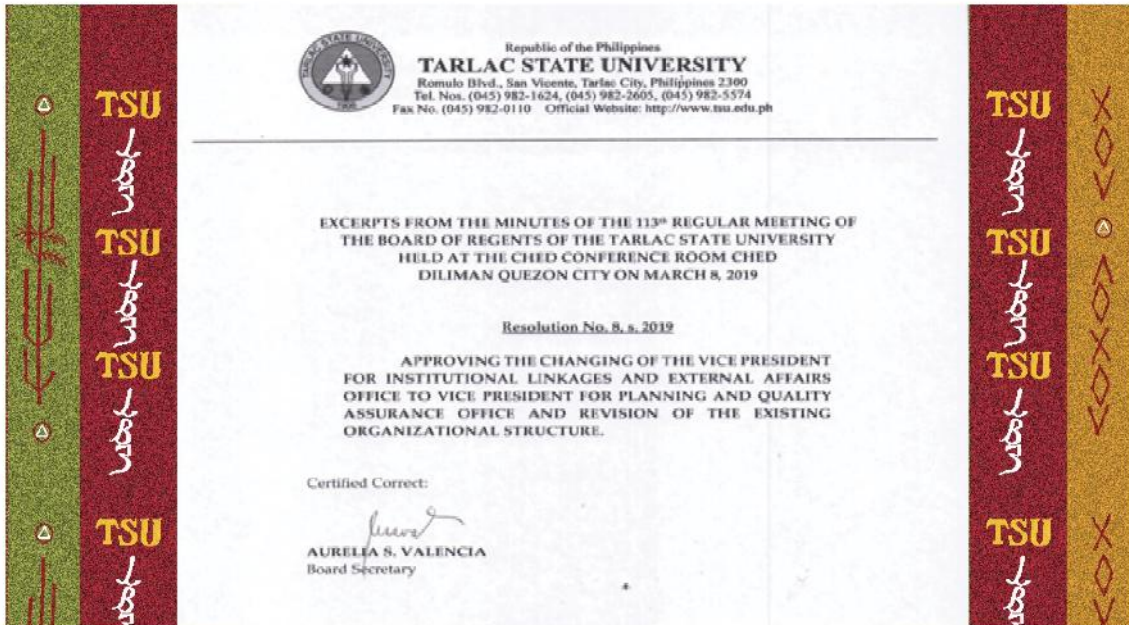 Republic of the Philippines
TARLAC STATE UNIVERSITY
Romulo Blvd., San Vicente, Tarlac City, Philippines 2300
Tel. Nos. (045) 982-1624, (045) 982-2605, (045) 982-5574
Fax No. (045) 982-0110 Official Website: http://www.tsu.edu.ph
TARLAC STATE UNIVERSITY
1906
EXCERPTS FROM THE MINUTES OF THE 113th REGULAR MEETING OF
THE BOARD OF REGENTS OF THE TARLAC STATE UNIVERSITY
HELD AT THE CHED CONFERENCE ROOM CHED
DILIMAN QUEZON CITY ON MARCH 8, 2019
Resolution No. 8, s. 2019
APPROVING THE CHANGING OF THE VICE PRESIDENT
FOR INSTITUTIONAL LINKAGES AND EXTERNAL AFFAIRS
OFFICE TO VICE PRESIDENT FOR PLANNING AND QUALITY
ASSURANCE OFFICE AND REVISION OF THE EXISTING
ORGANIZATIONAL STRUCTURE.
Certified Correct:
AURELIA S. VALENCIA
Board Secretary
TSU
TSU
TSU
TSU
TSU
TSU
TSU
TSU